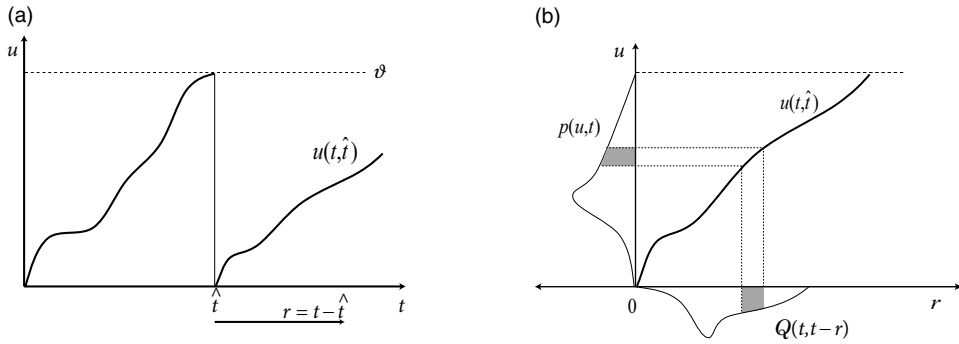 (a)
u
ϑ
u(t,t̂)
t̂
t
r = t − t̂
(b)
u
u(t,t̂)
p(u,t)
0
r
Q(t,t−r)